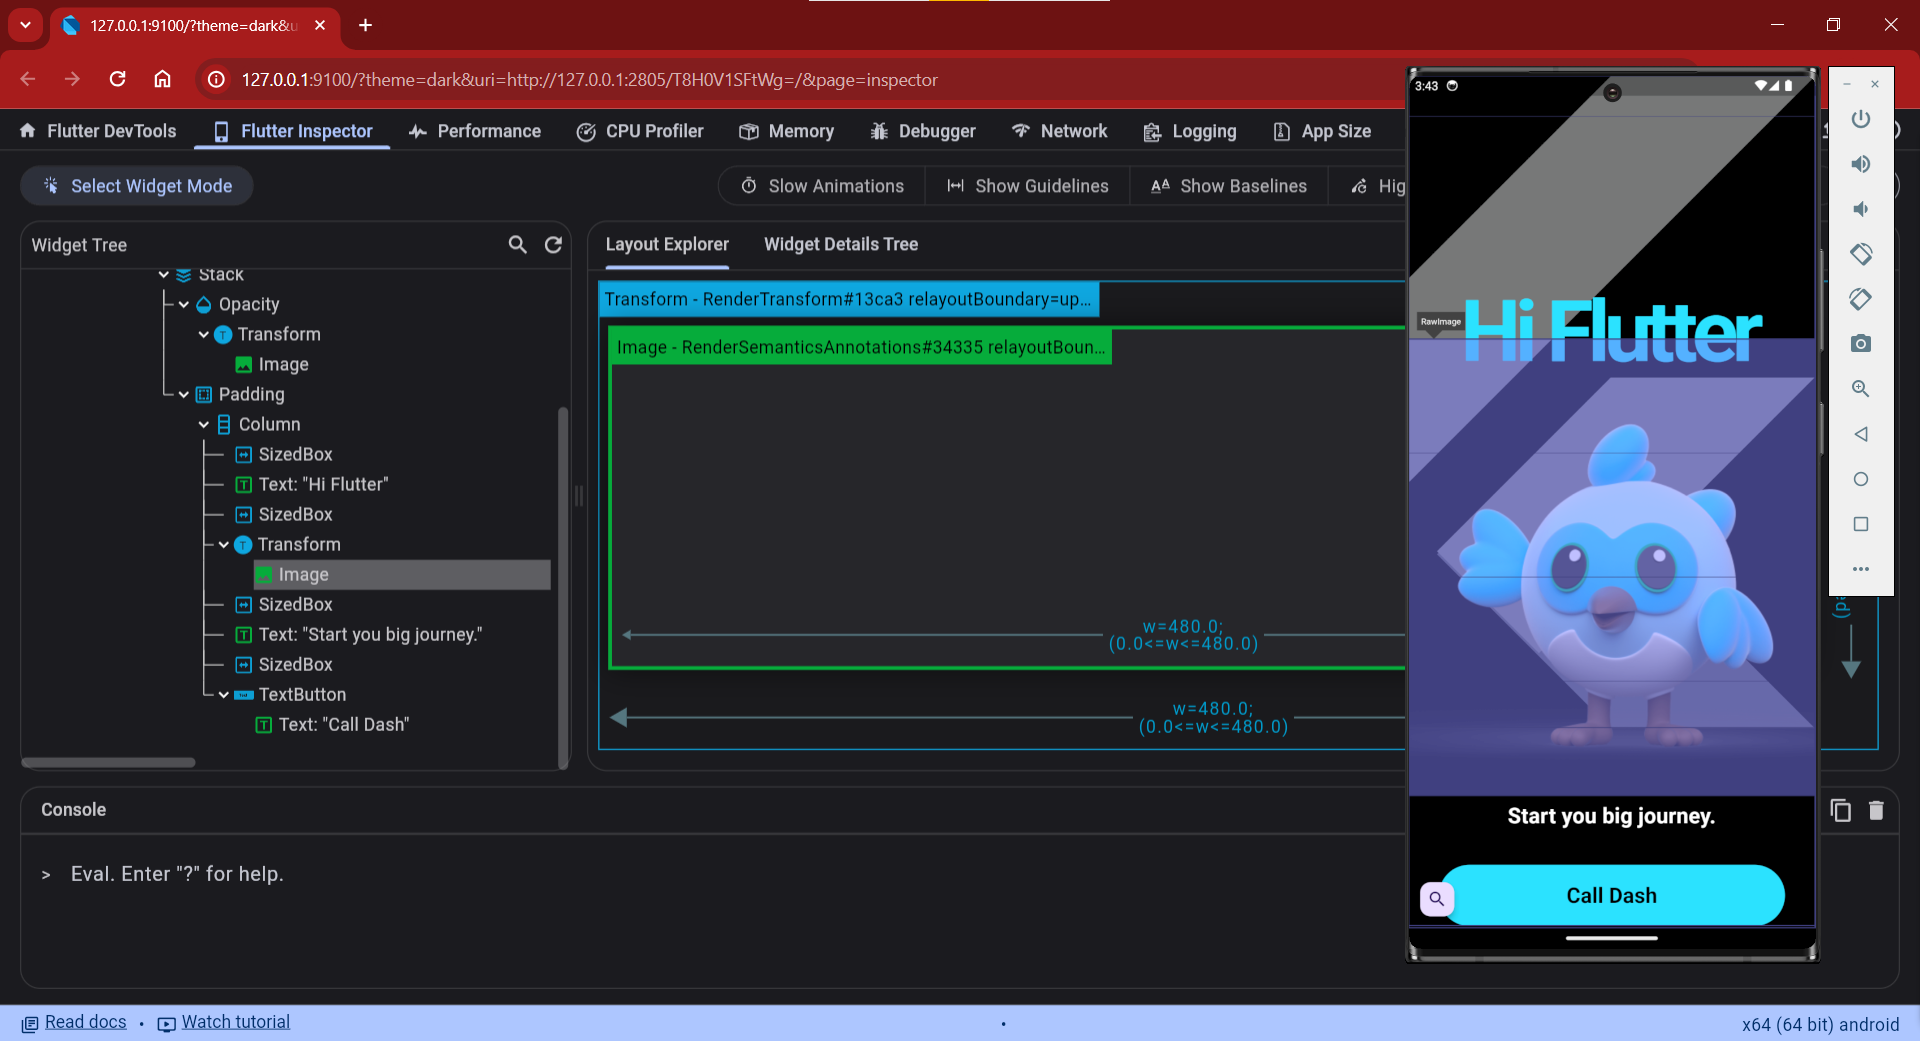 127.0.0.1:9100/?theme=dark&u
127.0.0.1:9100/?theme=dark&uri=http://127.0.0.1:2805/T8H0V1SFtWg=/&page=inspector
Flutter DevTools
Flutter Inspector
Performance
CPU Profiler
Memory
Debugger
Network
Logging
App Size
Select Widget Mode
Slow Animations
Show Guidelines
Show Baselines
Hig
Widget Tree
Stack
Opacity
Transform
Image
Padding
Column
SizedBox
Text: "Hi Flutter"
SizedBox
Transform
Image
SizedBox
Text: "Start you big journey."
SizedBox
TextButton
Text: "Call Dash"
Layout Explorer
Widget Details Tree
Transform - RenderTransform#13ca3 relayoutBoundary=up...
Image - RenderSemanticsAnnotations#34335 relayoutBoun...
w=480.0;
(0.0<=w<=480.0)
w=480.0;
(0.0<=w<=480.0)
3:43
RawImage
Hi Flutter
Start you big journey.
Call Dash
Console
> Eval. Enter "?" for help.
Read docs • Watch tutorial
•
x64 (64 bit) android